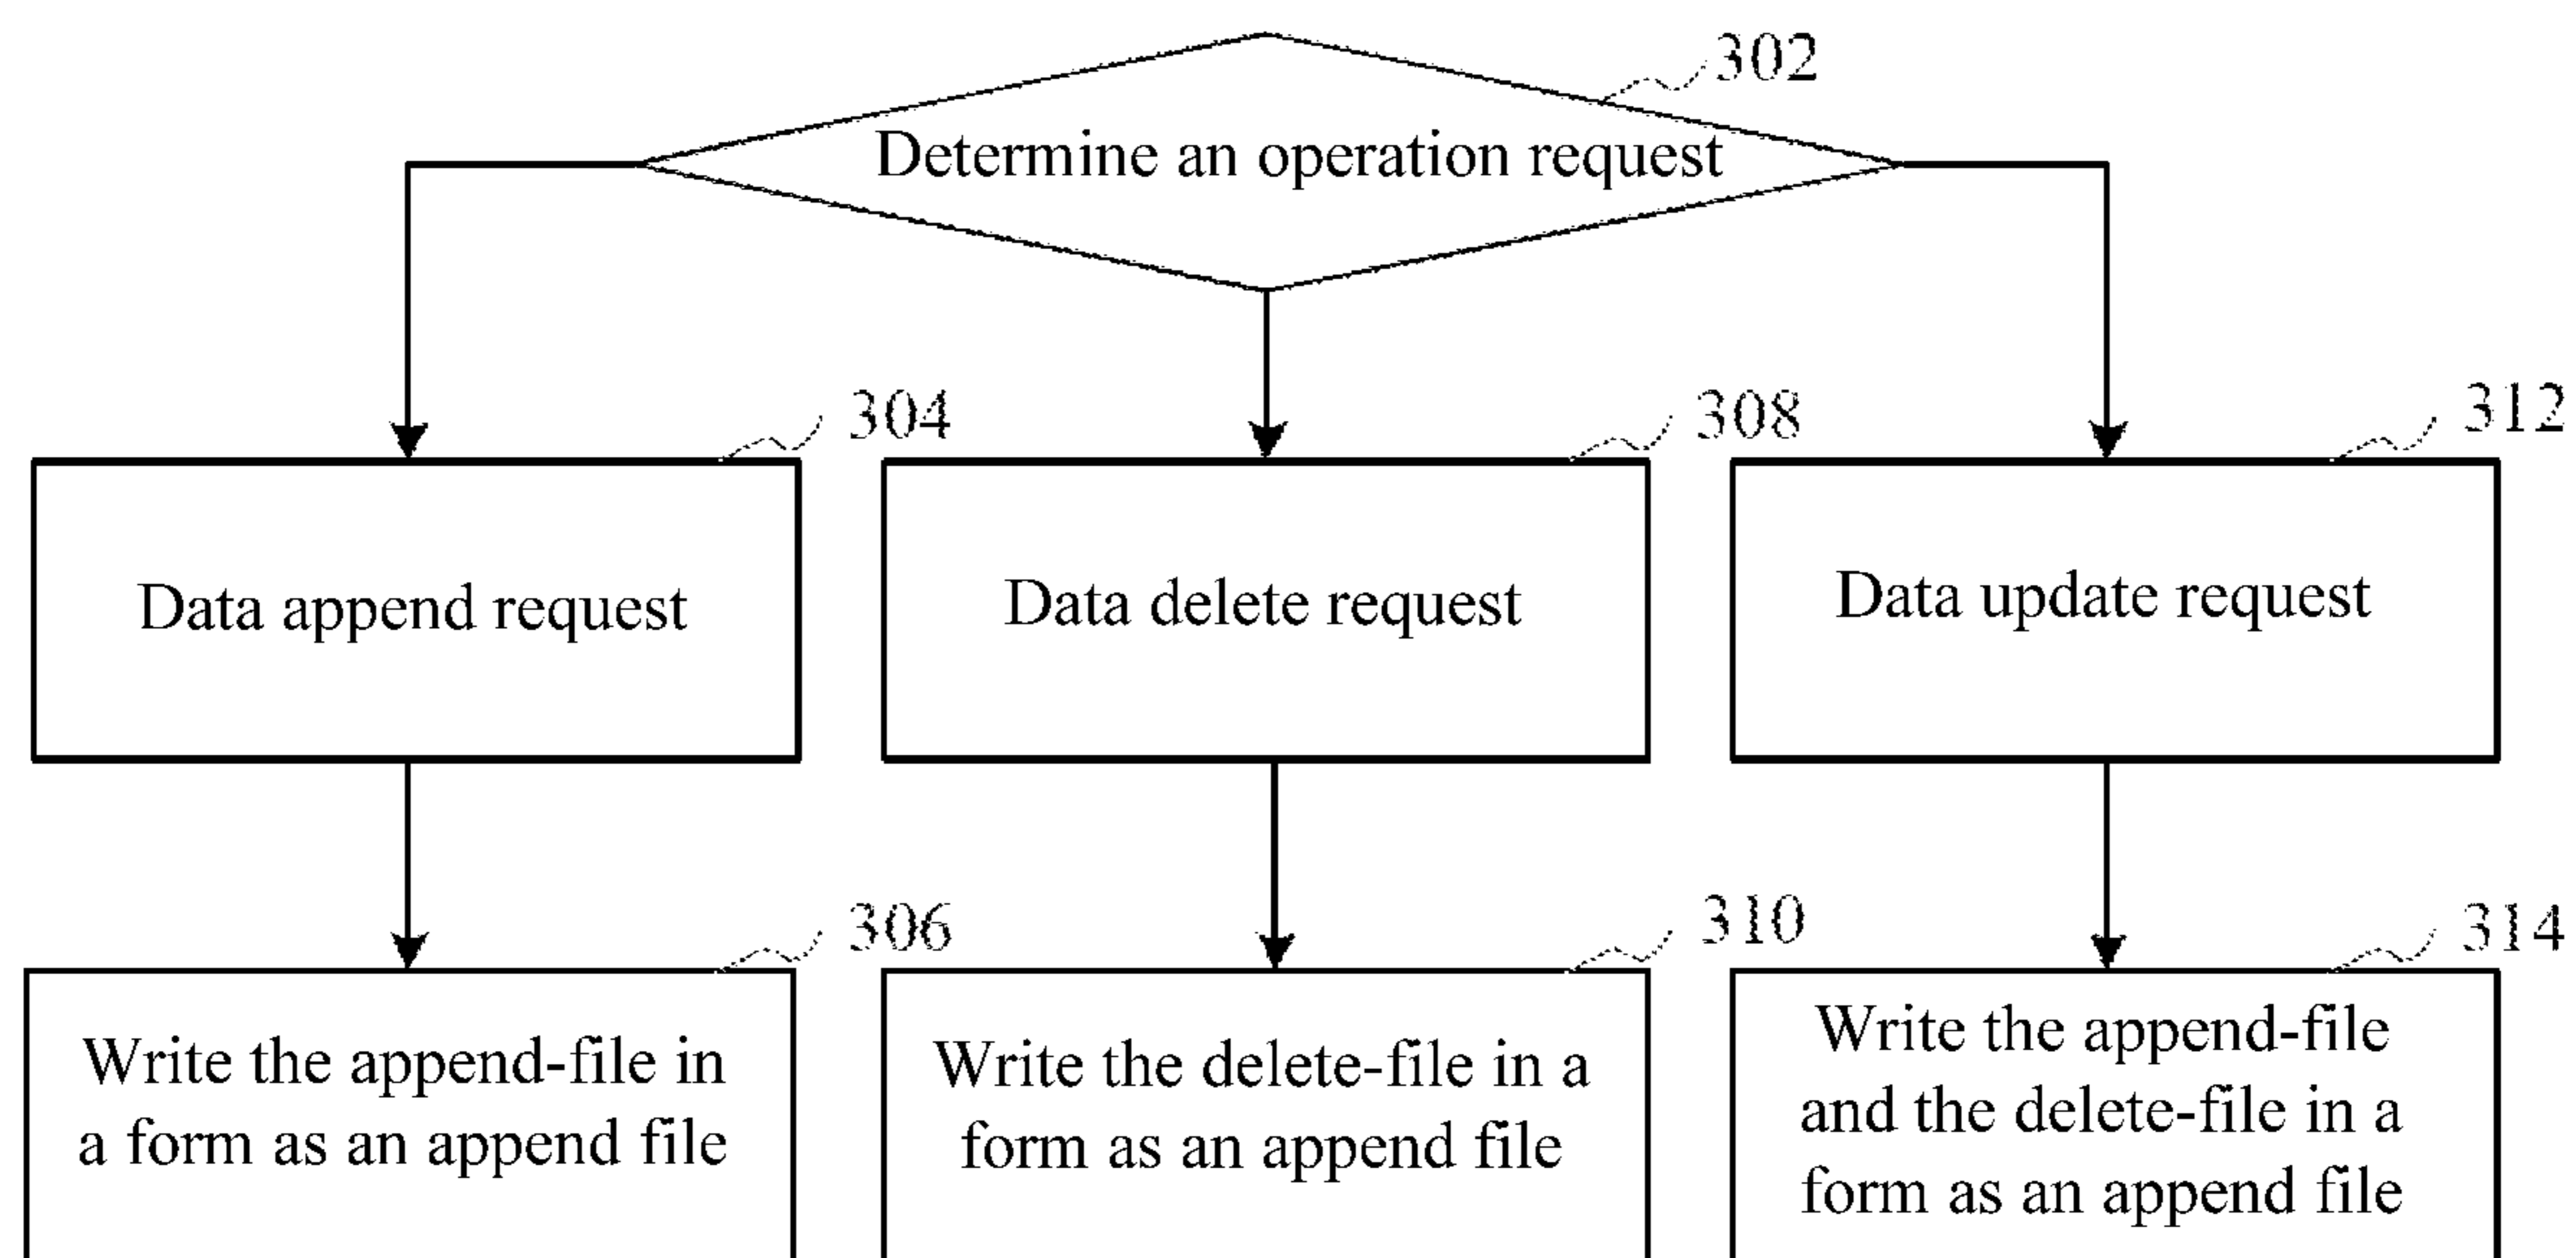 302
Determine an operation request
304
308
312
Data append request
Data delete request
Data update request
306
310
314
Write the append-file in
a form as an append file
Write the delete-file in a
form as an append file
Write the append-file
and the delete-file in a
form as an append file